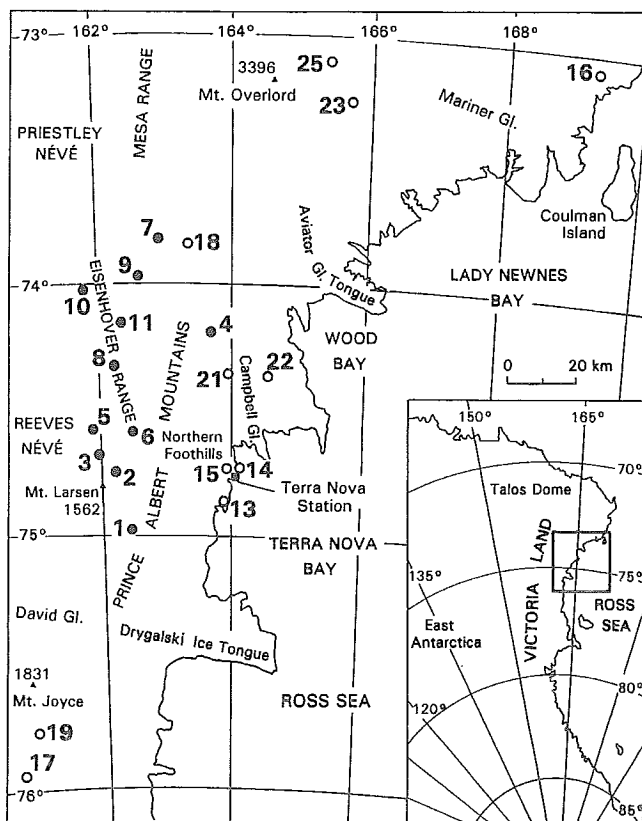 73°
162°
164°
166°
168°
MESA RANGE
3396
Mt. Overlord
25
23
16
Mariner Gl.
PRIESTLEY
NÉVÉ
Coulman
Island
7
18
9
Aviator
Gl. Tongue
74°
10
EISENHOVER
RANGE
11
MOUNTAINS
4
LADY NEWNES
BAY
WOOD
BAY
8
21
22
0
20 km
Campbell Gl.
5
REEVES
NÉVÉ
6
Northern
Foothills
3
2
15
14
Mt. Larsen
1562
ALBERT
Terra Nova
Station
13
1
75°
PRINCE
TERRA NOVA
BAY
David Gl.
Drygalski Ice Tongue
1831
Mt. Joyce
ROSS SEA
19
17
76°
150°
165°
70°
Talos Dome
LAND
75°
135°
VICTORIA
ROSS
SEA
East
Antarctica
80°
120°
85°